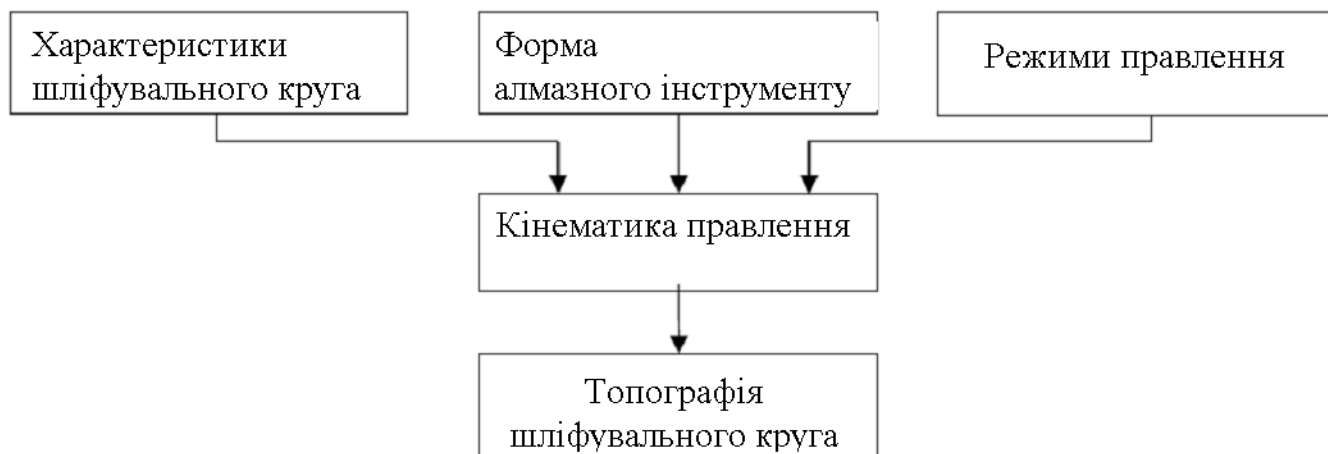 Характеристики
шліфувального круга
Форма
алмазного інструменту
Режими правлення
Кінематика правлення
Топографія
шліфувального круга